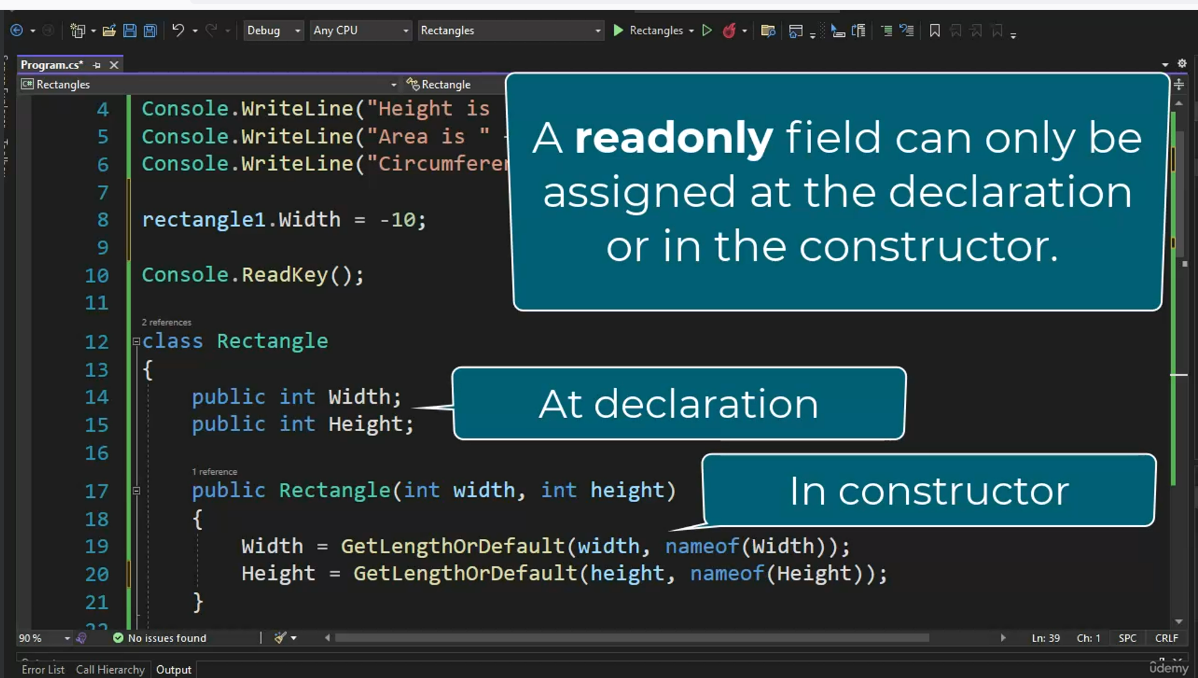 Debug
Any CPU
Rectangles
Rectangles
Program.cs*
Rectangles
Rectangle
A readonly field can only be
assigned at the declaration
or in the constructor.
4 Console.WriteLine("Height is
5 Console.WriteLine("Area is "
6 Console.WriteLine("Circumferen
7
8 rectangle1.Width = -10;
9
10 Console.ReadKey();
11
2 references
12 class Rectangle
13 {
14 public int Width;
At declaration
15 public int Height;
16
1 reference
17 public Rectangle(int width, int height)
In constructor
18 {
19 Width = GetLengthOrDefault(width, nameof(Width));
20 Height = GetLengthOrDefault(height, nameof(Height));
21 }
22
90 %
No issues found
Ln: 39 Ch: 1 SPC CRLF
Error List Call Hierarchy Output
ûdemy